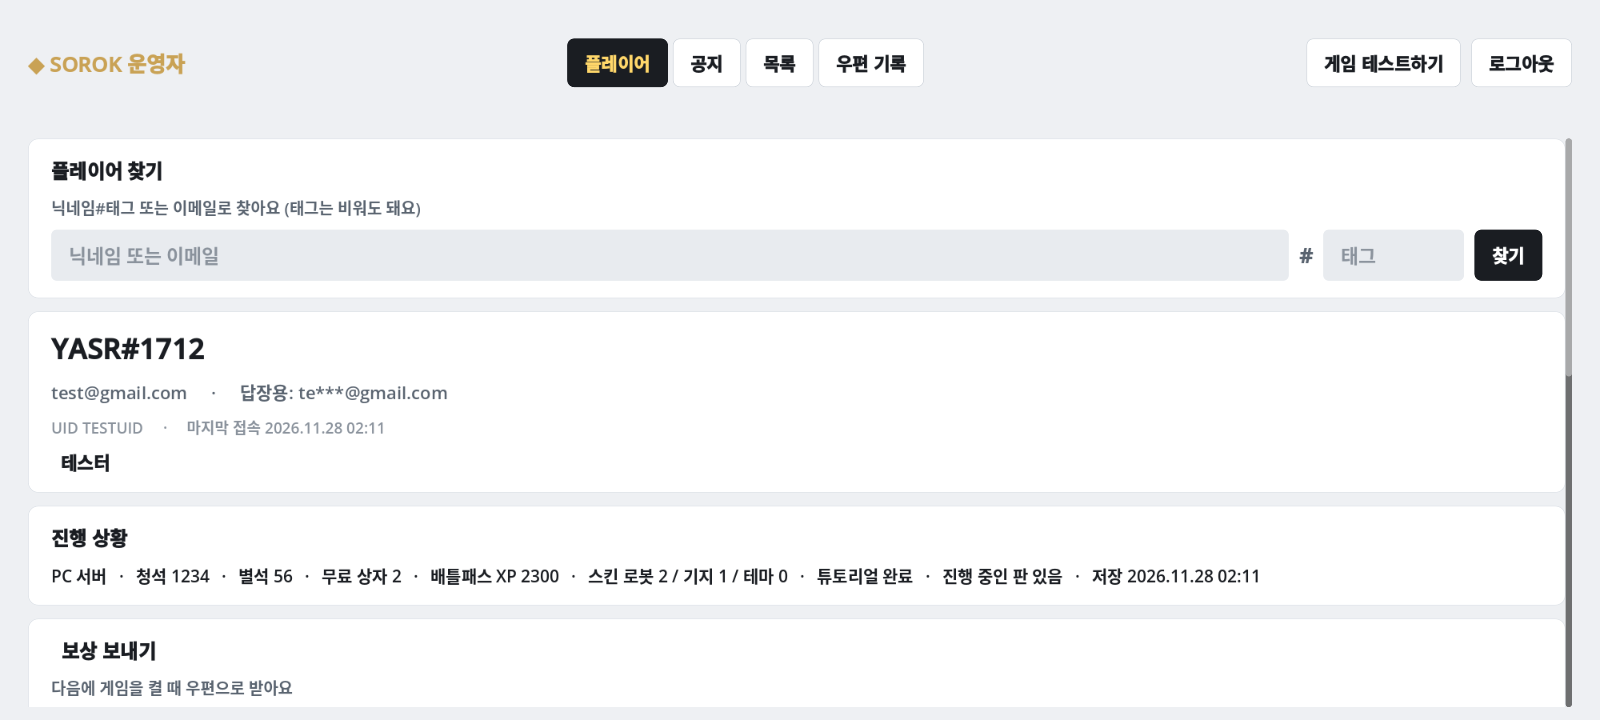 ◆ SOROK 운영자
플레이어 공지 목록 우편 기록
게임 테스트하기 로그아웃
플레이어 찾기
닉네임#태그 또는 이메일로 찾아요 (태그는 비워도 돼요)
닉네임 또는 이메일 # 태그 찾기
YASR#1712
test@gmail.com · 답장용: te***@gmail.com
UID TESTUID · 마지막 접속 2026.11.28 02:11
테스터
진행 상황
PC 서버 · 청석 1234 · 별석 56 · 무료 상자 2 · 배틀패스 XP 2300 · 스킨 로봇 2 / 기지 1 / 테마 0 · 튜토리얼 완료 · 진행 중인 판 있음 · 저장 2026.11.28 02:11
보상 보내기
다음에 게임을 켤 때 우편으로 받아요